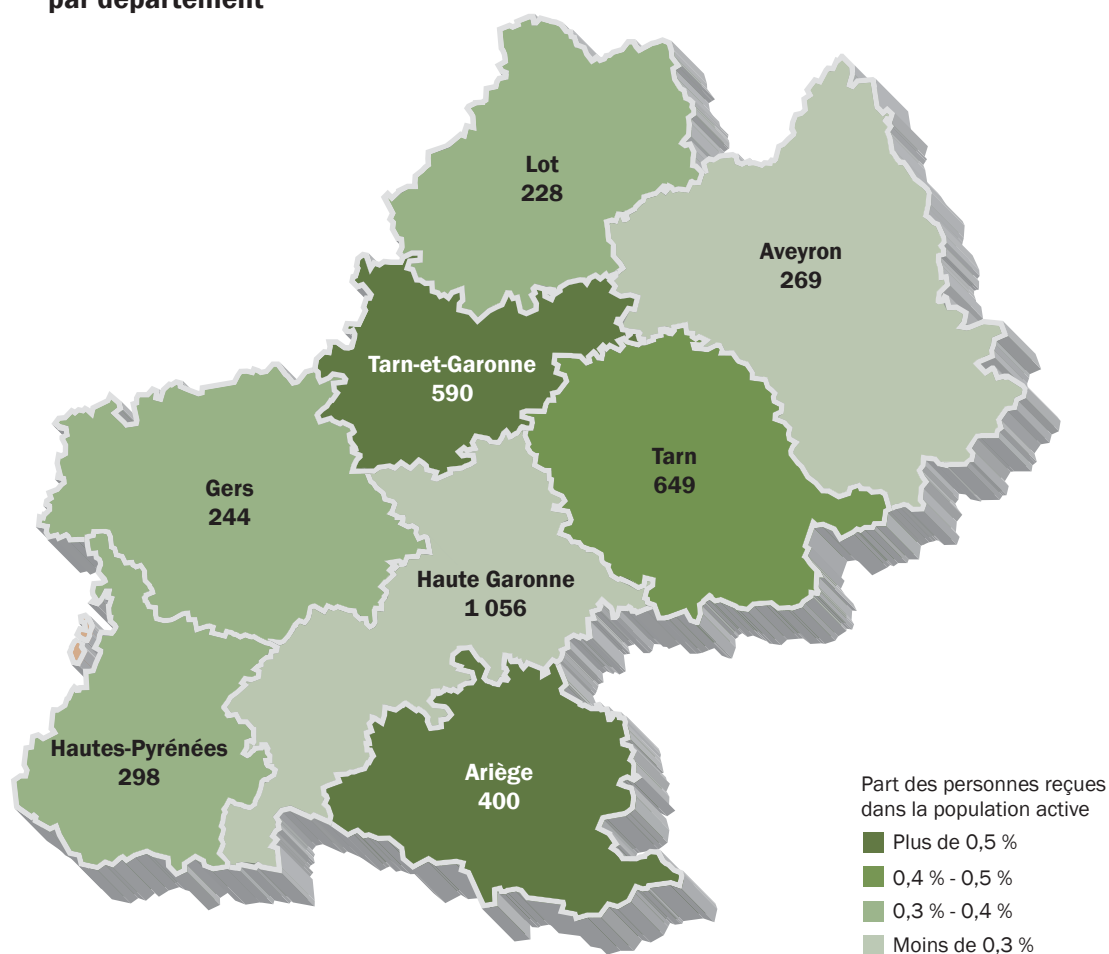 par département
Lot
228
Aveyron
269
Tarn-et-Garonne
590
Tarn
649
Gers
244
Haute Garonne
1 056
Hautes-Pyrénées
298
Ariège
400
Part des personnes reçues
dans la population active
Plus de 0,5 %
0,4 % - 0,5 %
0,3 % - 0,4 %
Moins de 0,3 %